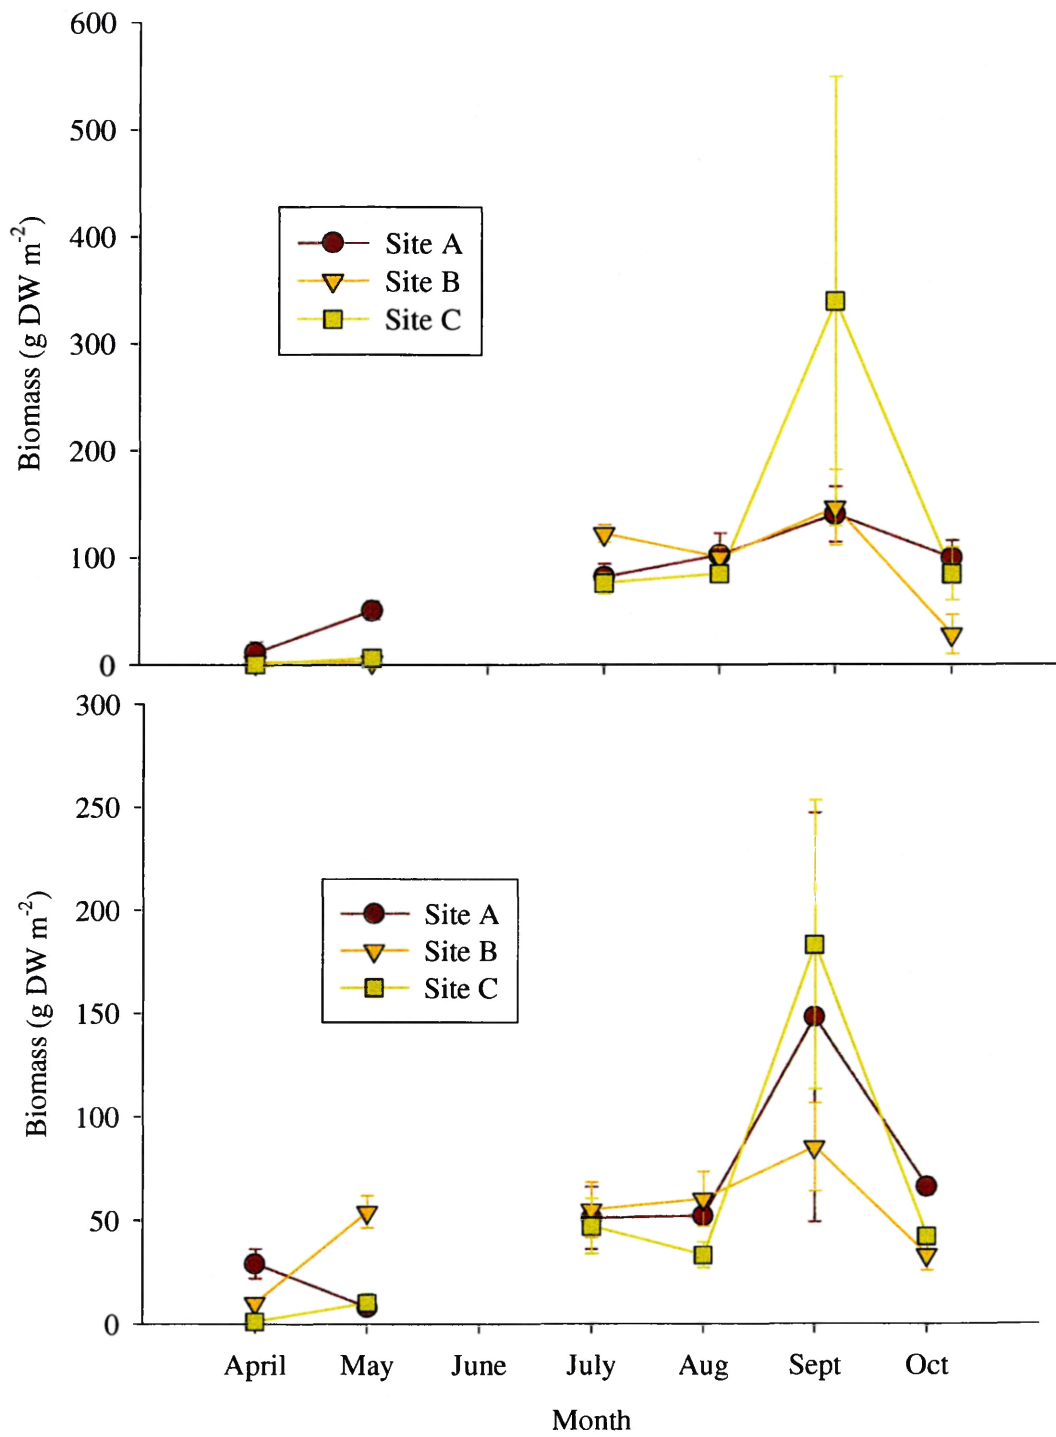 600
500
400
300
200
100
0
Biomass (g DW m-2)
Site A
Site B
Site C
300
250
200
150
100
50
0
Biomass (g DW m-2)
Site A
Site B
Site C
April May June July Aug Sept Oct
Month